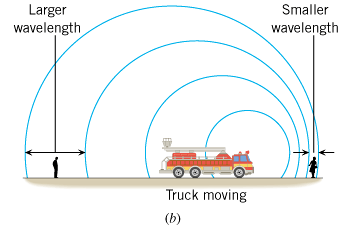 Larger
wavelength
Smaller
wavelength
Truck moving
(b)